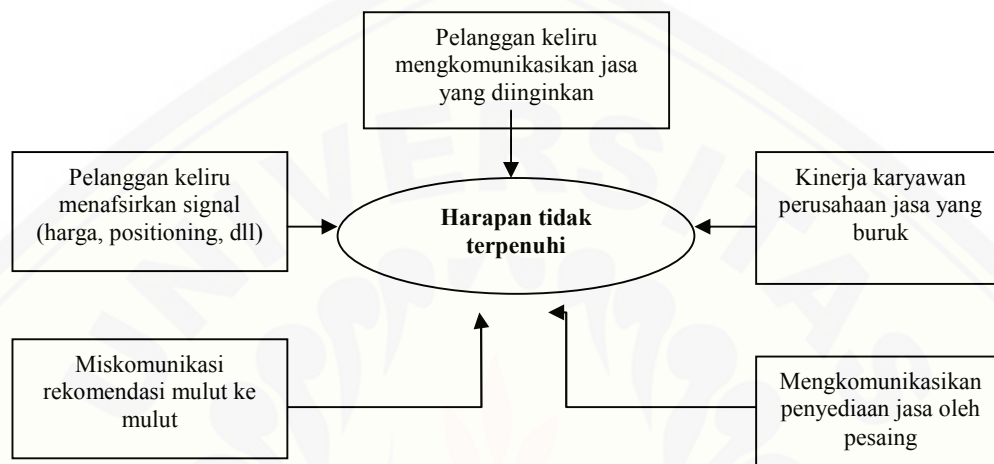 Pelanggan keliru
mengkomunikasikan jasa
yang diinginkan
Pelanggan keliru
menafsirkan signal
(harga, positioning, dll)
Harapan tidak
terpenuhi
Kinerja karyawan
perusahaan jasa yang
buruk
Miskomunikasi
rekomendasi mulut ke
mulut
Mengkomunikasikan
penyediaan jasa oleh
pesaing
UNIVERSITAS